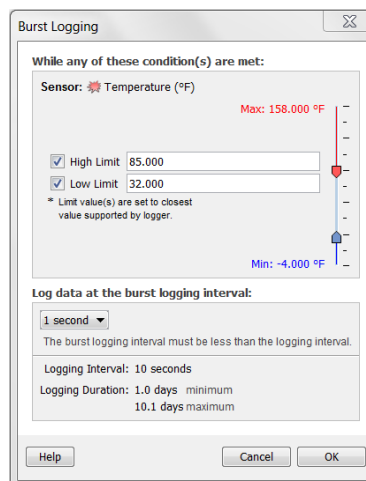 Burst Logging
While any of these condition(s) are met:
Sensor: Temperature (°F)
Max: 158.000 °F
High Limit 85.000
Low Limit 32.000
* Limit value(s) are set to closest
value supported by logger.
Min: -4.000 °F
Log data at the burst logging interval:
1 second
The burst logging interval must be less than the logging interval.
Logging Interval: 10 seconds
Logging Duration: 1.0 days minimum
10.1 days maximum
Help Cancel OK